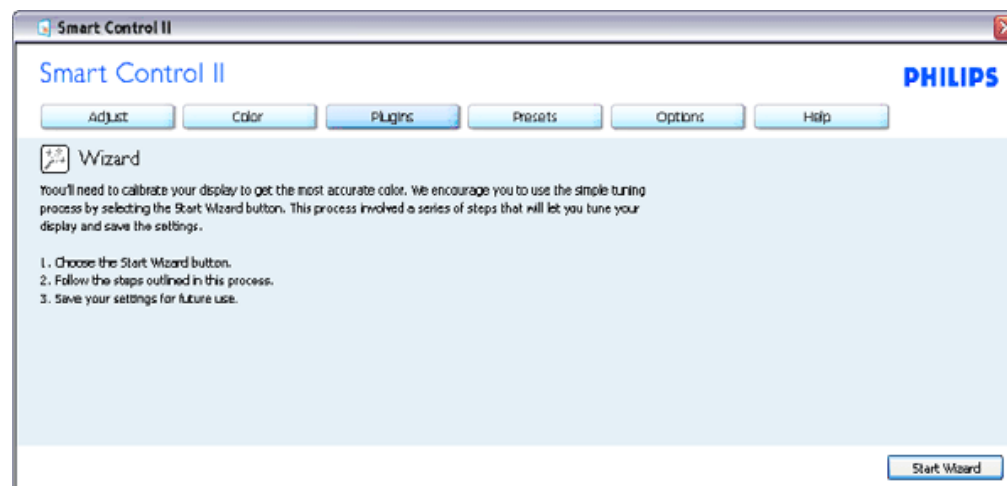 Smart Control II
Smart Control II
PHILIPS
Adjust Color Plugins Presets Options Help
Wizard
Yoou'll need to calibrate your display to get the most accurate color. We encourage you to use the simple tuning
process by selecting the Start Wizard button. This process involved a series of steps that will let you tune your
display and save the settings.
1. Choose the Start Wizard button.
2. Follow the steps outlined in this process.
3. Save your settings for future use.
Start Wizard